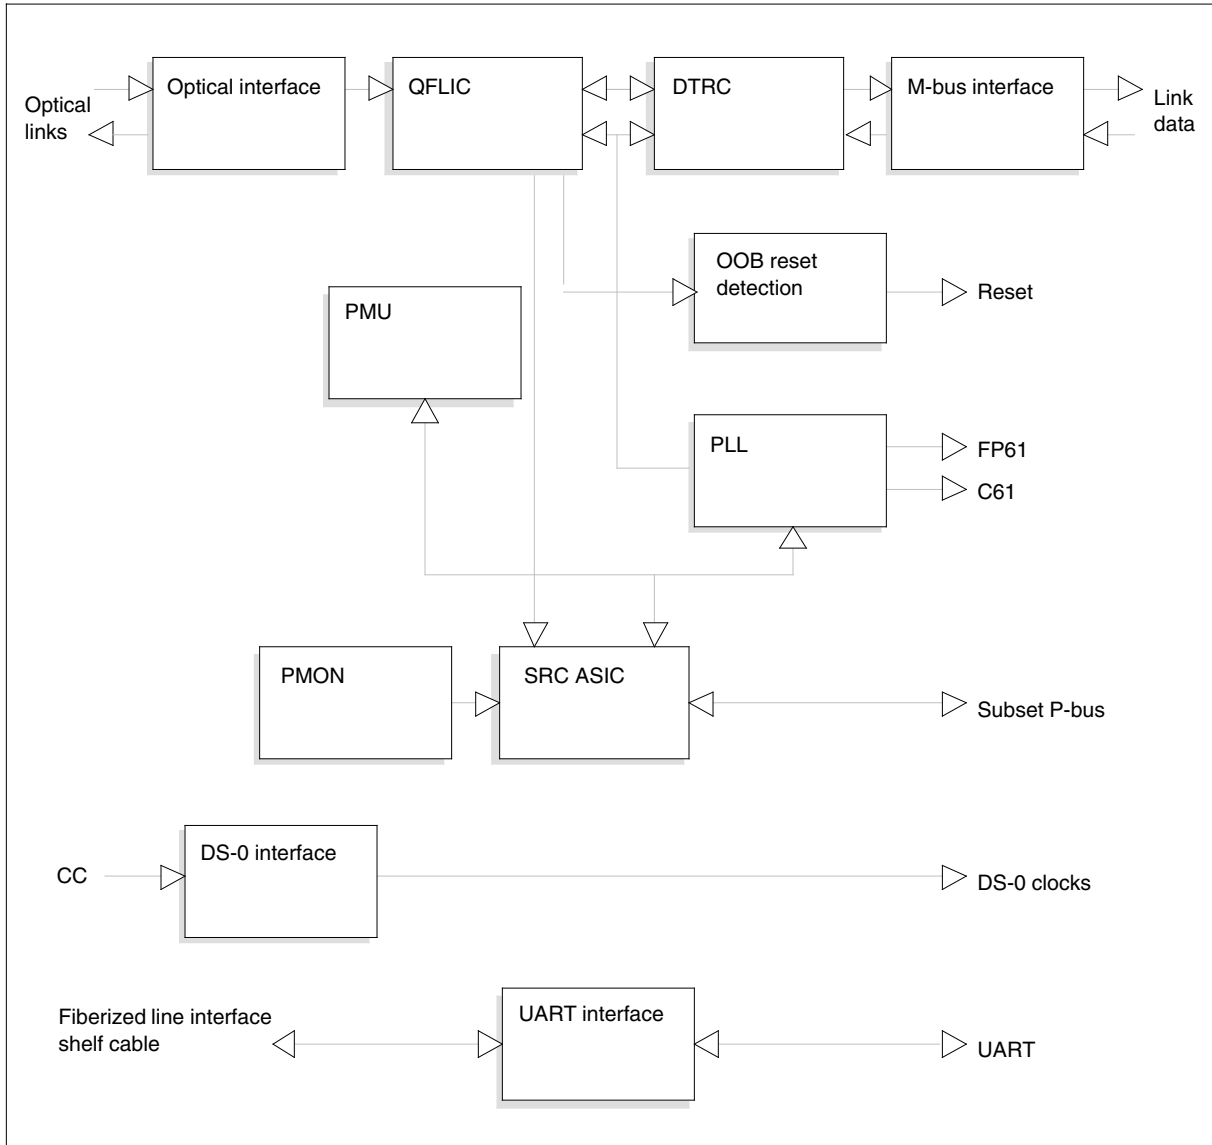 Optical interface
QFLIC
DTRC
M-bus interface
Optical
links
Link
data
OOB reset
detection
Reset
PMU
PLL
FP61
C61
PMON
SRC ASIC
Subset P-bus
DS-0 interface
CC
DS-0 clocks
Fiberized line interface
shelf cable
UART interface
UART